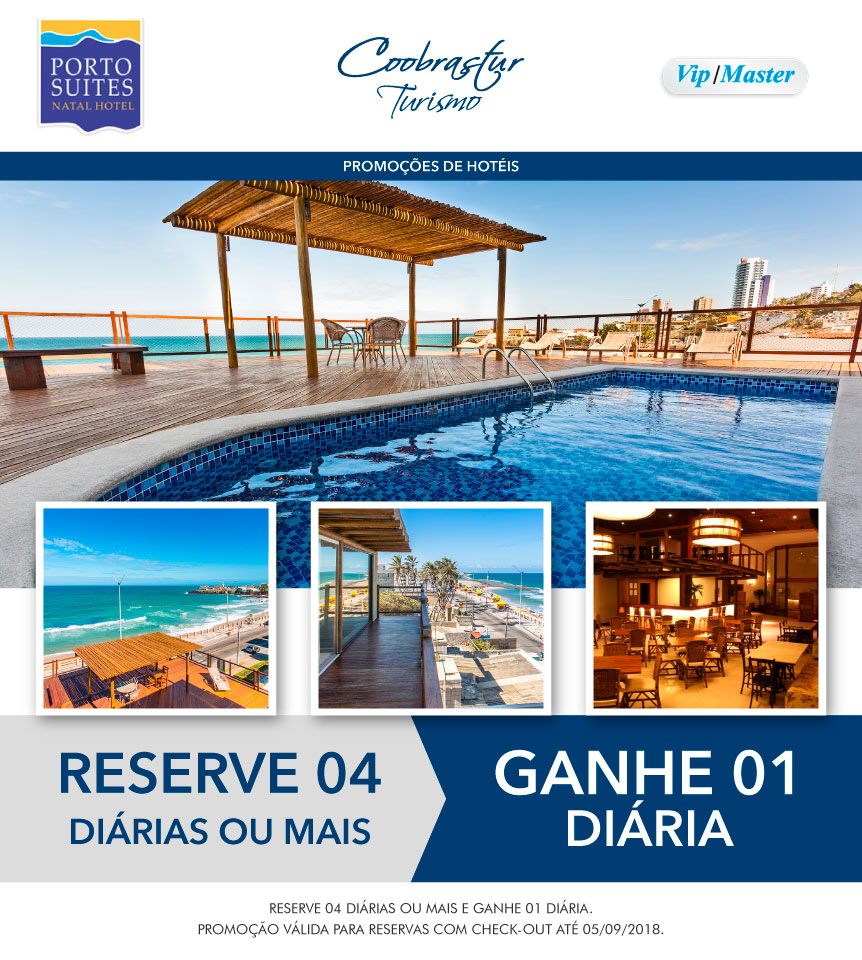 PORTO
SUITES
NATAL HOTEL
Coobrastur
Turismo
Vip/Master
PROMOÇÕES DE HOTÉIS
RESERVE 04
DIÁRIAS OU MAIS
GANHE 01
DIÁRIA
RESERVE 04 DIÁRIAS OU MAIS E GANHE 01 DIÁRIA.
PROMOÇÃO VÁLIDA PARA RESERVAS COM CHECK-OUT ATÉ 05/09/2018.